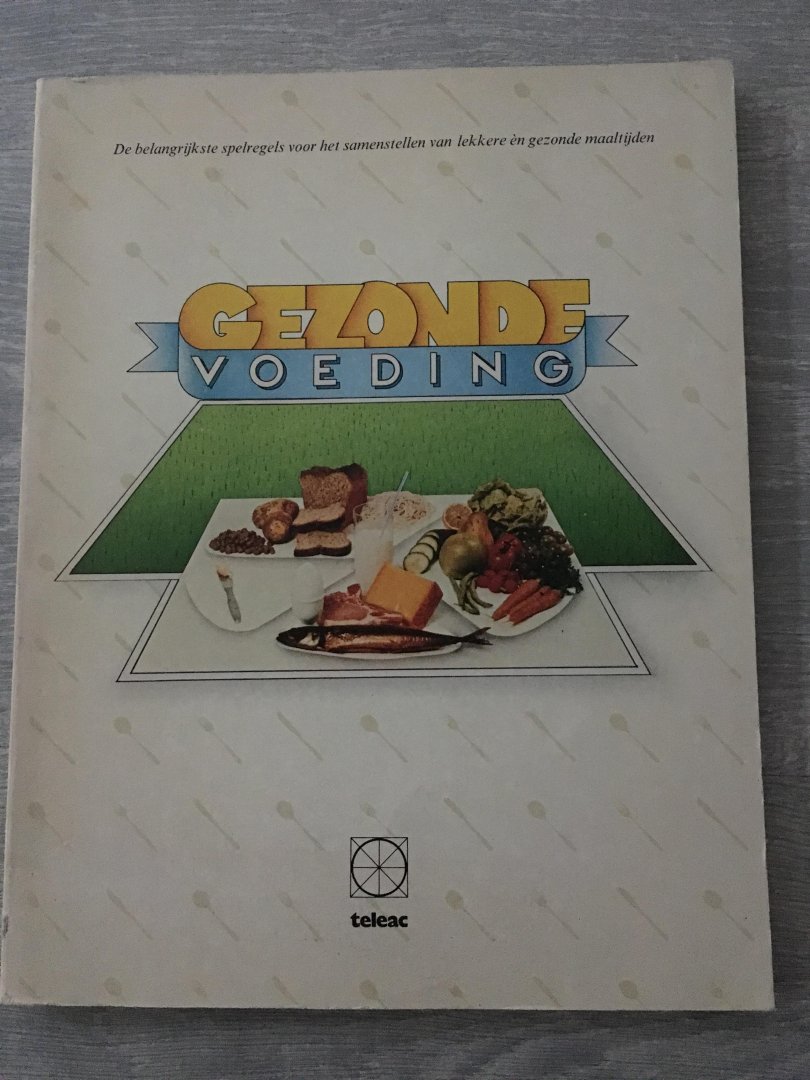 De belangrijkste spelregels voor het samenstellen van lekkere èn gezonde maaltijden
GEZONDE
VOEDING
teleac